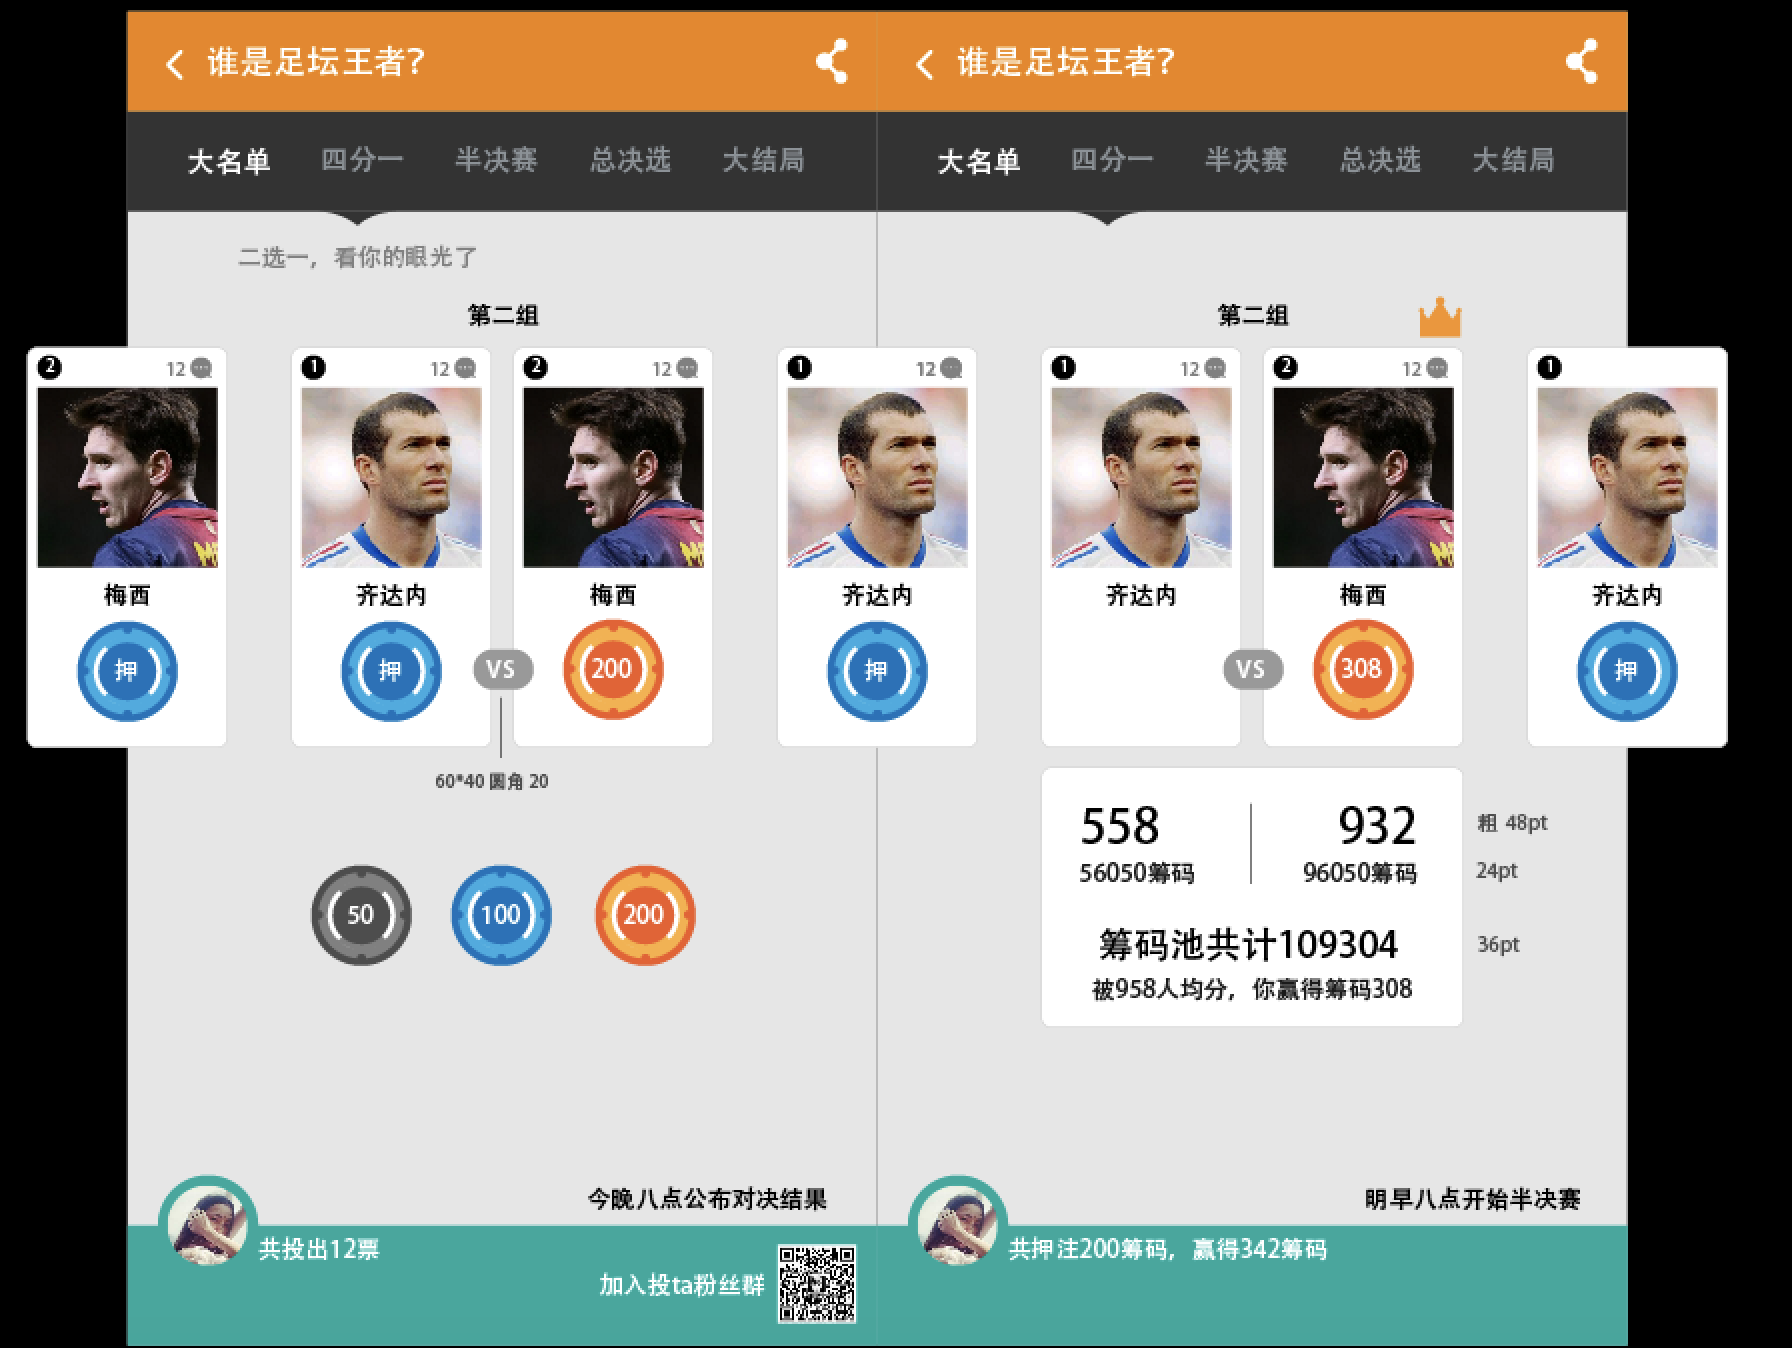 谁是足坛王者?
大名单 四分一 半决赛 总决选 大结局
二选一，看你的眼光了
第二组
2 12
梅西
押
1 12
齐达内
押
VS
2 12
梅西
200
1 12
齐达内
押
60*40 圆角 20
50 100 200
今晚八点公布对决结果
共投出12票
加入投ta粉丝群
谁是足坛王者?
大名单 四分一 半决赛 总决选 大结局
第二组
1 12
齐达内
VS
2 12
梅西
308
1
齐达内
押
558 932 粗 48pt
56050筹码 96050筹码 24pt
筹码池共计109304 36pt
被958人均分，你赢得筹码308
明早八点开始半决赛
共押注200筹码，赢得342筹码